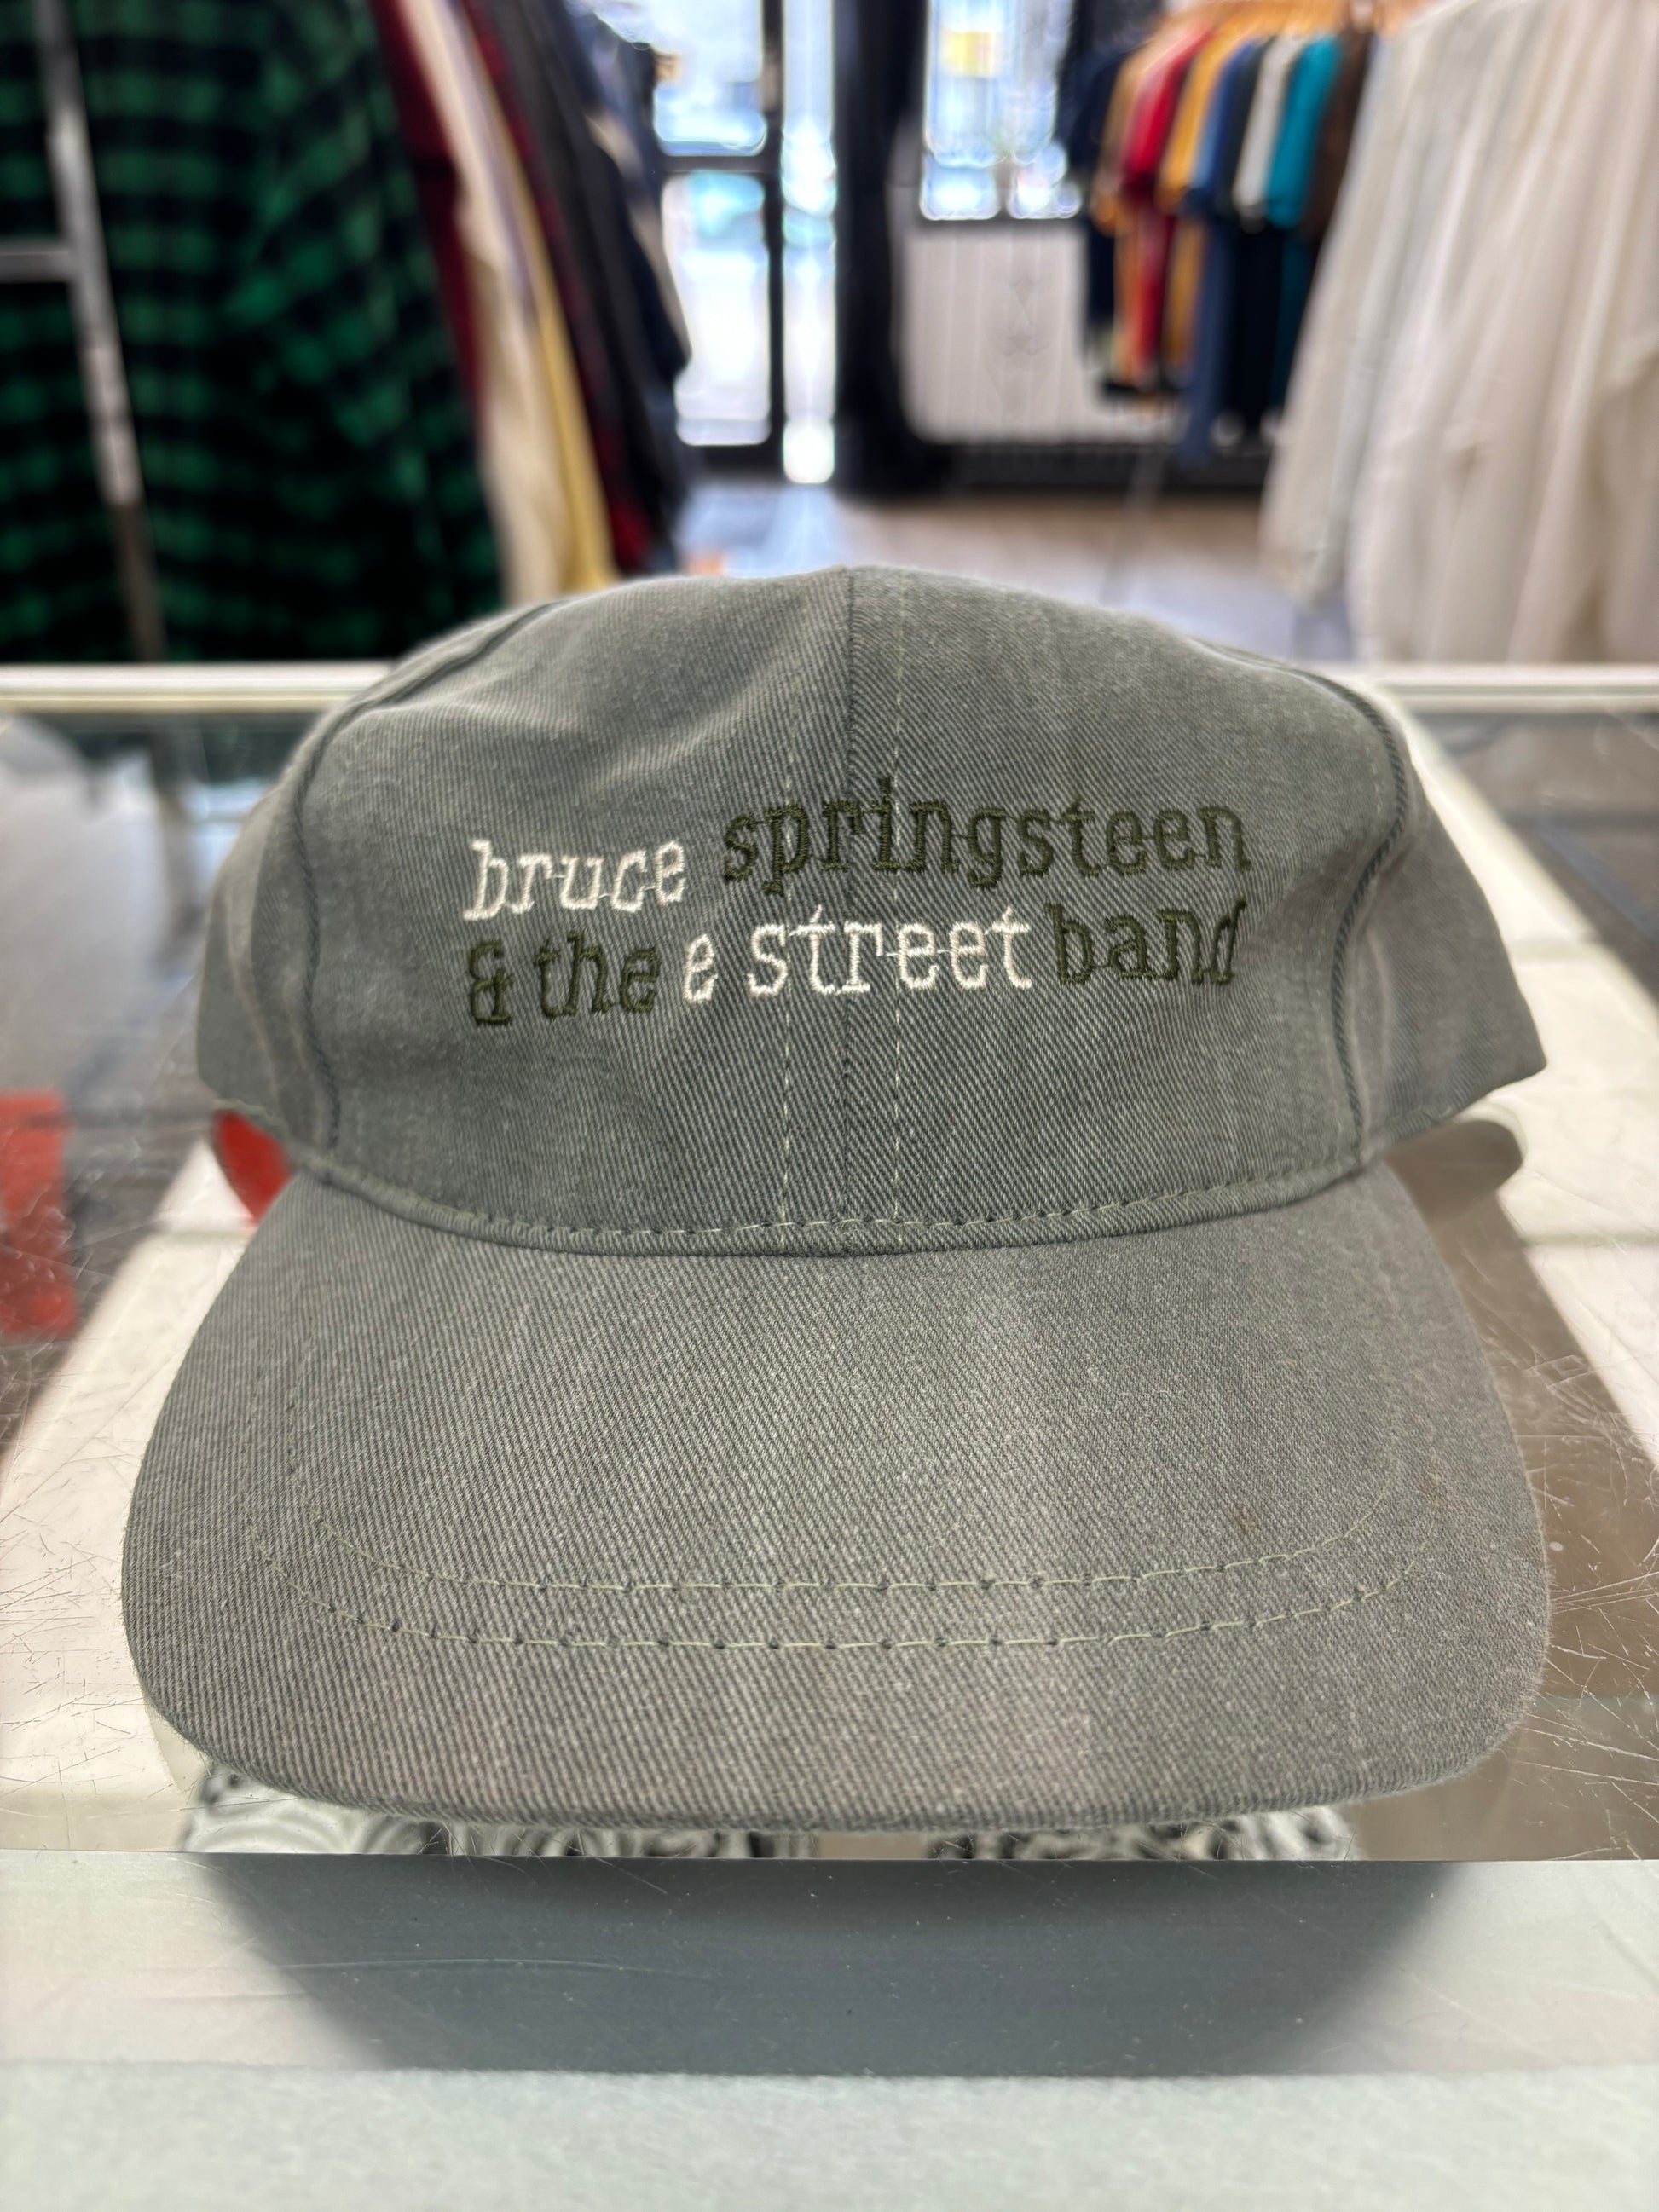 bruce springsteen
& the e street band